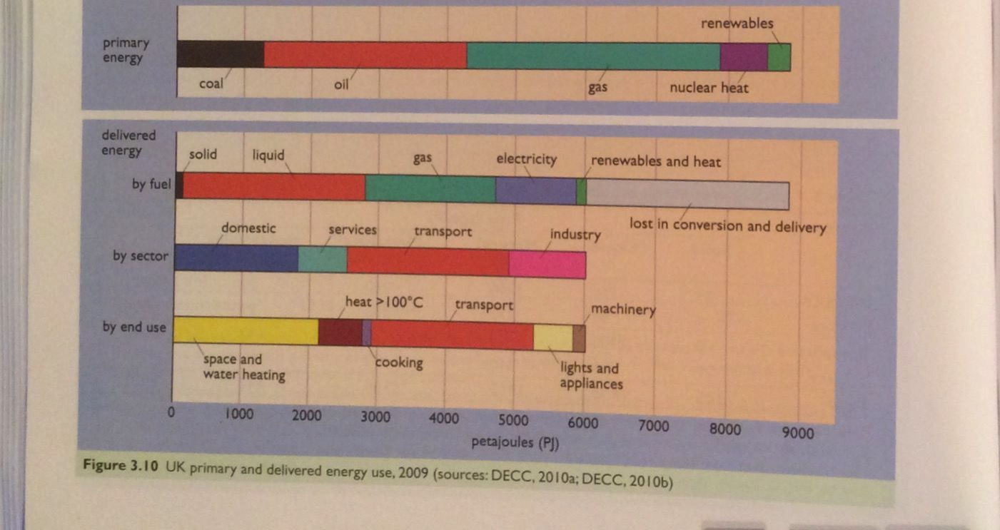 renewables
primary
energy
coal
oil
gas
nuclear heat
delivered
energy
solid
liquid
gas
electricity
renewables and heat
by fuel
lost in conversion and delivery
domestic
services
transport
industry
by sector
heat >100°C
transport
machinery
by end use
space and
water heating
cooking
lights and
appliances
0 1000 2000 3000 4000 5000 6000 7000 8000 9000
petajoules (PJ)
Figure 3.10 UK primary and delivered energy use, 2009 (sources: DECC, 2010a; DECC, 2010b)